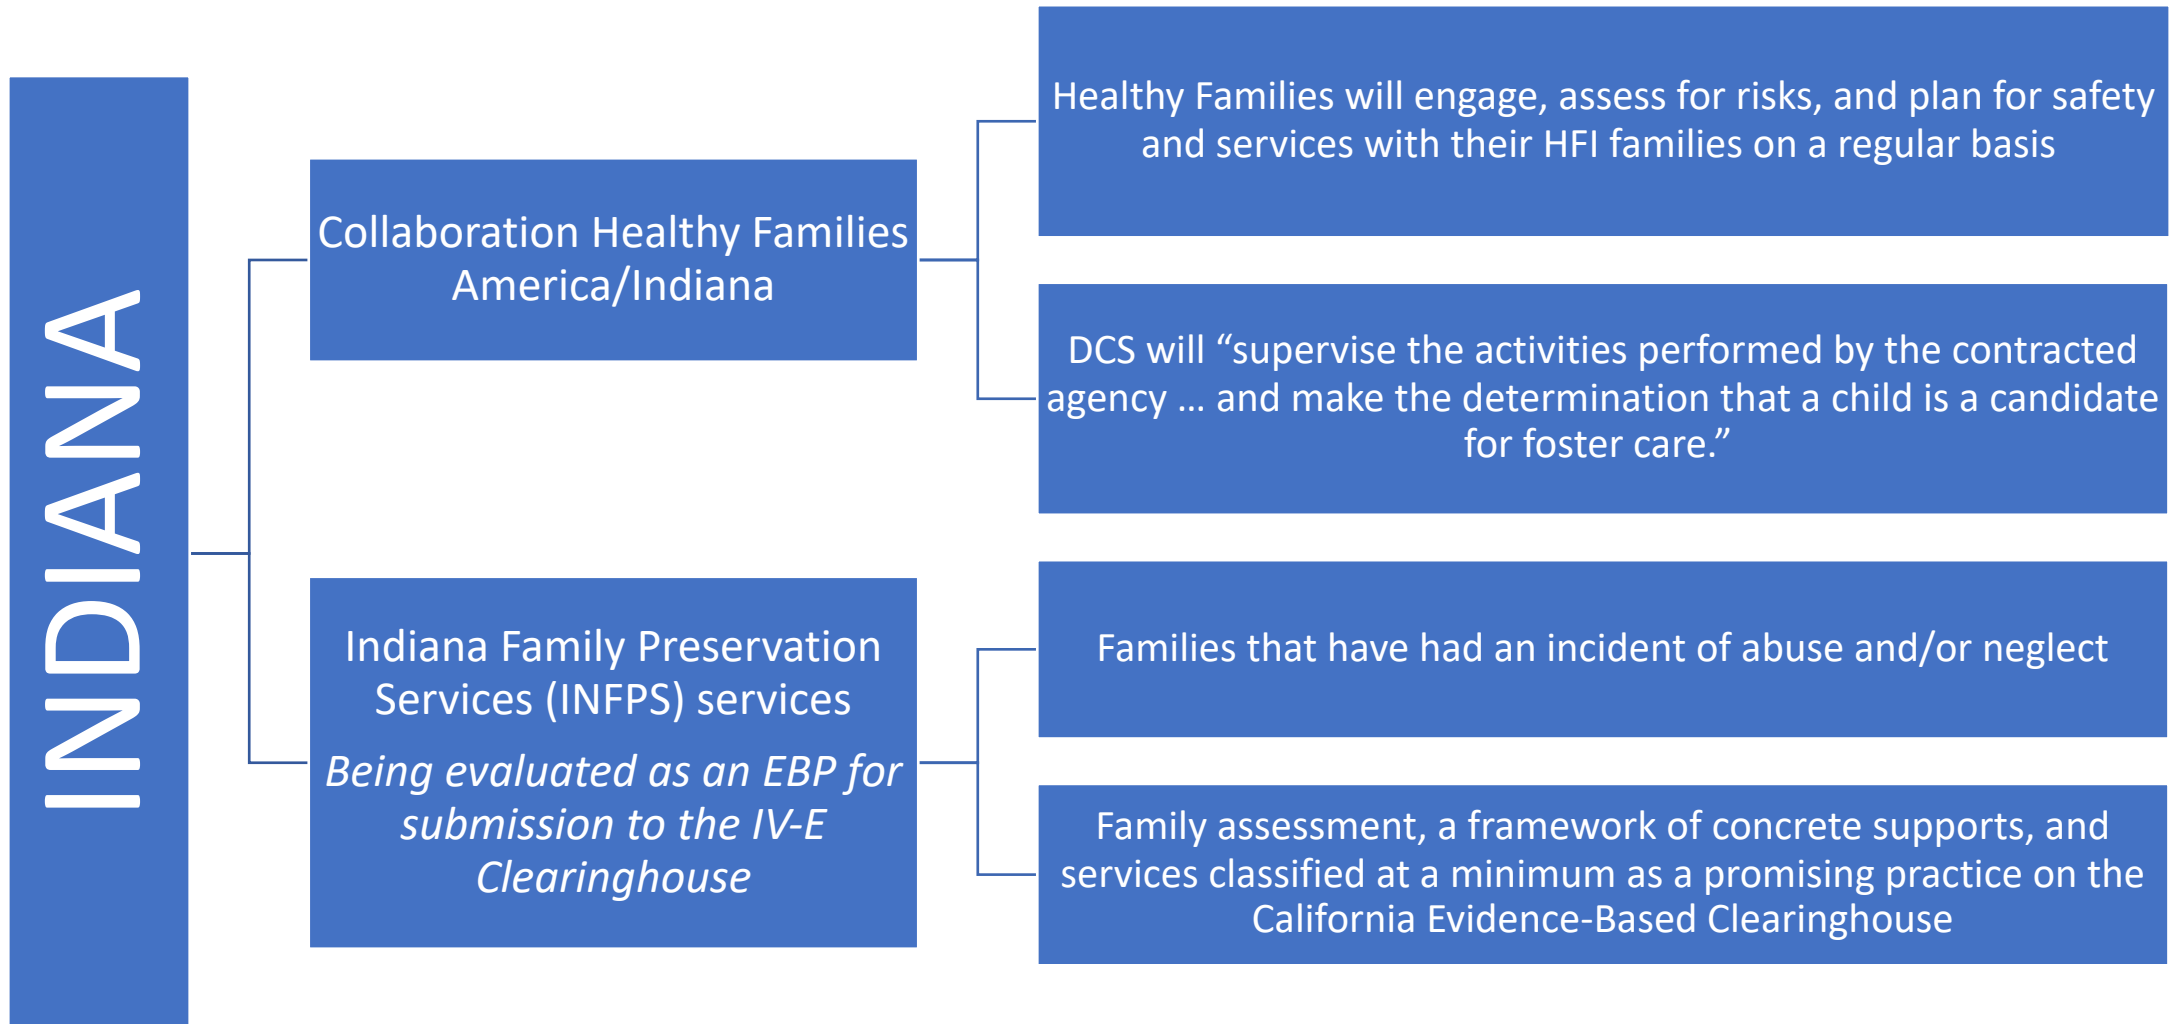 INDIANA
Collaboration Healthy Families
America/Indiana
Healthy Families will engage, assess for risks, and plan for safety
and services with their HFI families on a regular basis
DCS will “supervise the activities performed by the contracted
agency … and make the determination that a child is a candidate
for foster care.”
Indiana Family Preservation
Services (INFPS) services
Being evaluated as an EBP for
submission to the IV-E
Clearinghouse
Families that have had an incident of abuse and/or neglect
Family assessment, a framework of concrete supports, and
services classified at a minimum as a promising practice on the
California Evidence-Based Clearinghouse